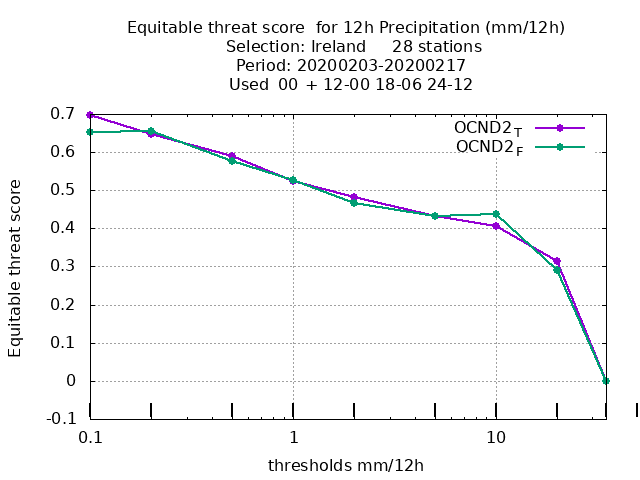 Equitable threat score  for 12h Precipitation (mm/12h)
Selection: Ireland     28 stations
Period: 20200203-20200217
Used  00 + 12-00 18-06 24-12
OCND2T
OCND2F
0.7
0.6
0.5
0.4
0.3
0.2
0.1
0
-0.1
Equitable threat score
0.1 1 10
thresholds mm/12h